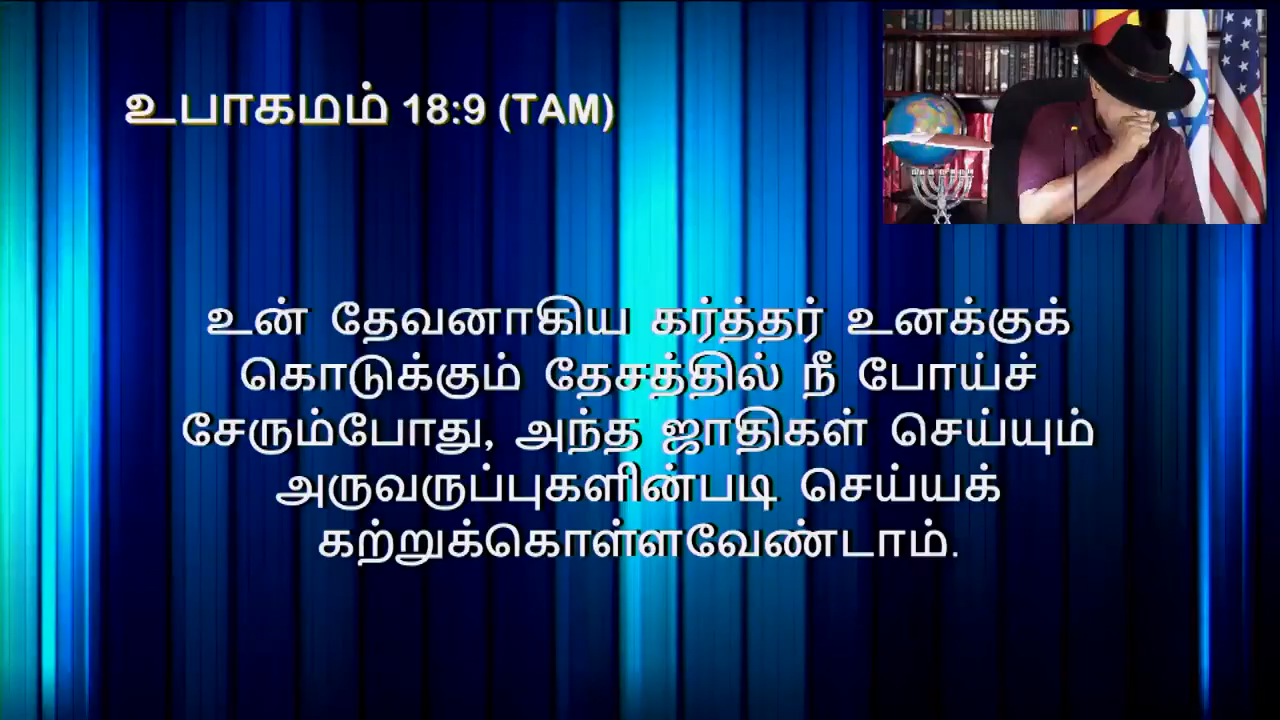 உபாகமம் 18:9 (TAM)
உன் தேவனாகிய கர்த்தர் உனக்குக்
கொடுக்கும் தேசத்தில் நீ போய்ச்
சேரும்போது, அந்த ஜாதிகள் செய்யும்
அருவருப்புகளின்படி செய்யக்
கற்றுக்கொள்ளவேண்டாம்.